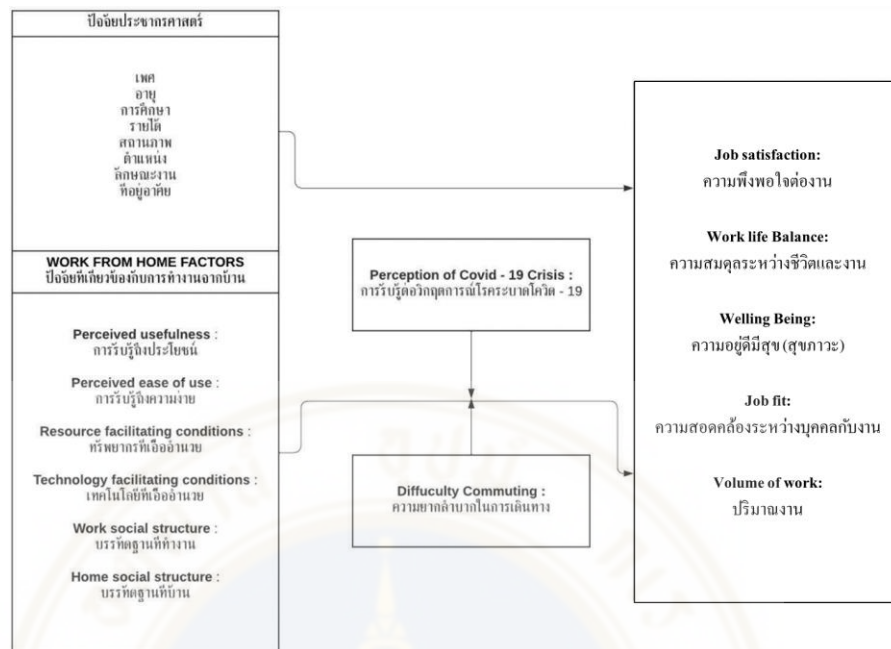 ปัจจัยประชากรศาสตร์
เพศ
อายุ
การศึกษา
รายได้
สถานภาพ
ตำแหน่ง
ลักษณะงาน
ที่อยู่อาศัย
WORK FROM HOME FACTORS
ปัจจัยที่เกี่ยวข้องกับการทำงานจากบ้าน
Perceived usefulness :
การรับรู้ถึงประโยชน์
Perceived ease of use :
การรับรู้ถึงความง่าย
Resource facilitating conditions :
ทรัพยากรที่เอื้ออำนวย
Technology facilitating conditions :
เทคโนโลยีที่เอื้ออำนวย
Work social structure :
บรรทัดฐานที่ทำงาน
Home social structure :
บรรทัดฐานที่บ้าน
Perception of Covid - 19 Crisis :
การรับรู้ต่อวิกฤตการณ์โรคระบาดโควิด - 19
Diffuculty Commuting :
ความยากลำบากในการเดินทาง
Job satisfaction:
ความพึงพอใจต่องาน
Work life Balance:
ความสมดุลระหว่างชีวิตและงาน
Welling Being:
ความอยู่ดีมีสุข (สุขภาวะ)
Job fit:
ความสอดคล้องระหว่างบุคคลกับงาน
Volume of work:
ปริมาณงาน